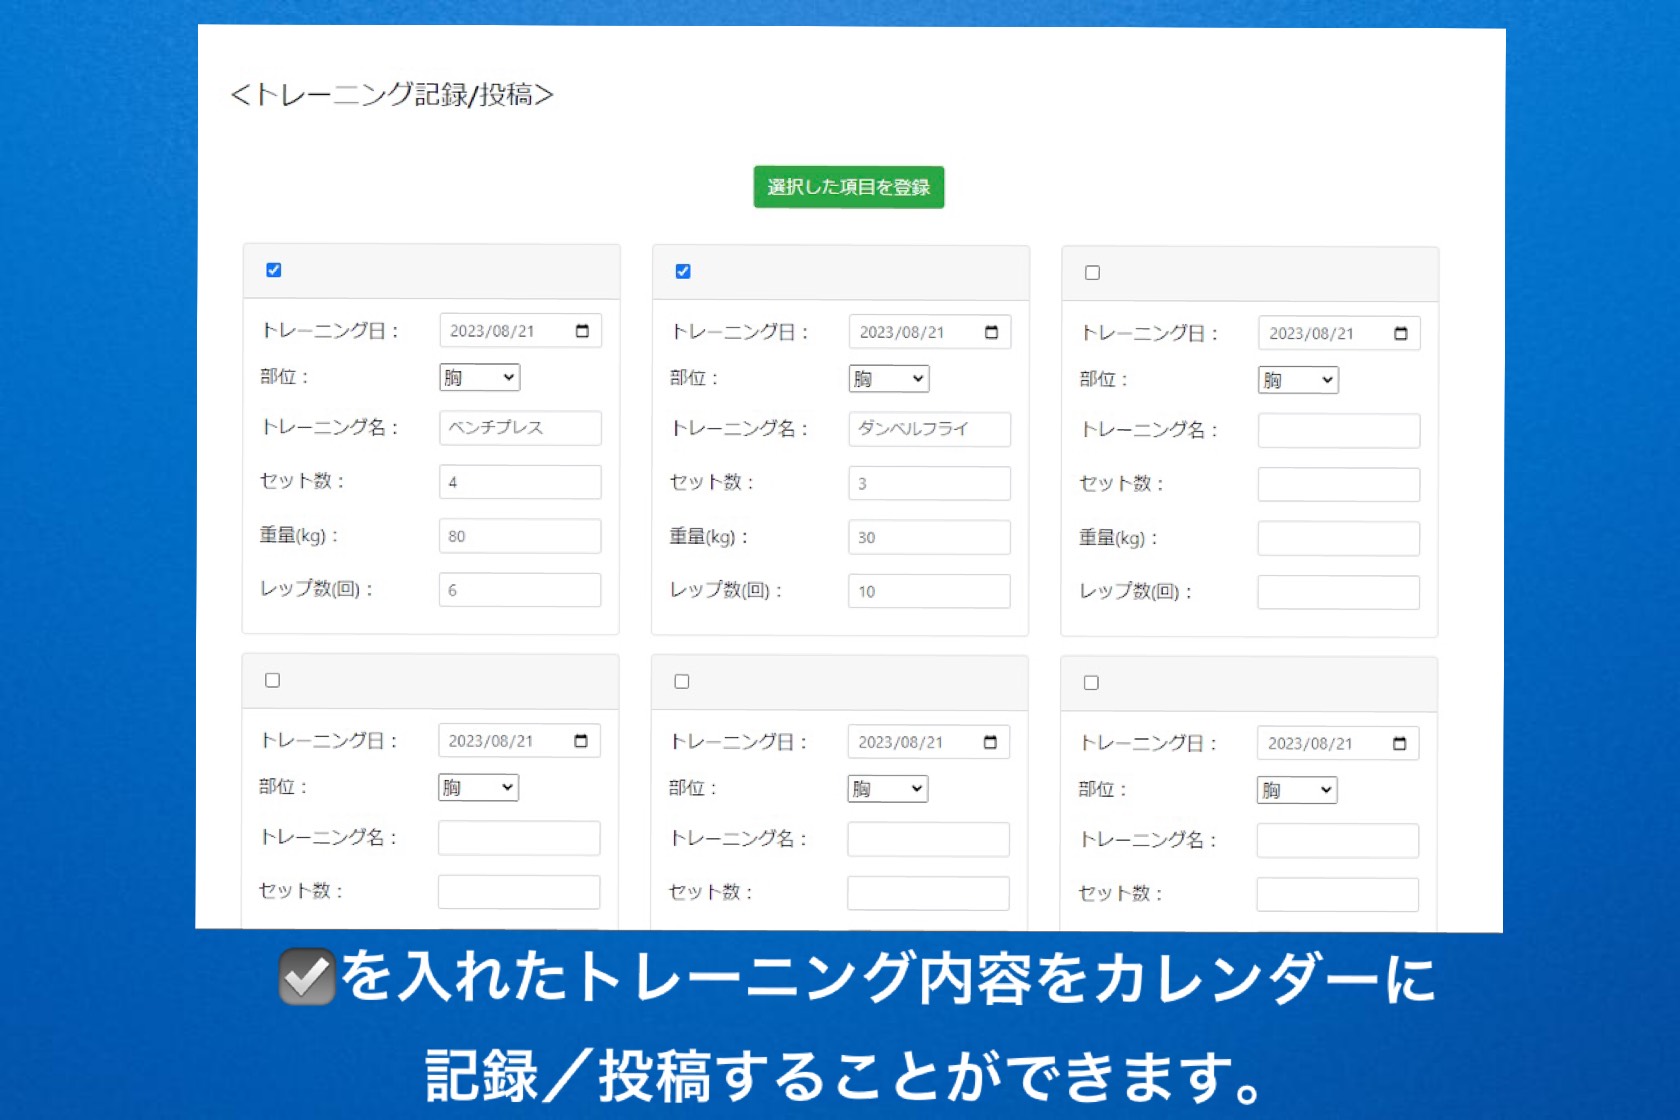 ＜トレーニング記録/投稿＞
選択した項目を登録
トレーニング日： 2023/08/21
部位： 胸
トレーニング名： ベンチプレス
セット数： 4
重量(kg)： 80
レップ数(回)： 6
トレーニング日： 2023/08/21
部位： 胸
トレーニング名： ダンベルフライ
セット数： 3
重量(kg)： 30
レップ数(回)： 10
トレーニング日： 2023/08/21
部位： 胸
トレーニング名：
セット数：
重量(kg)：
レップ数(回)：
トレーニング日： 2023/08/21
部位： 胸
トレーニング名：
セット数：
トレーニング日： 2023/08/21
部位： 胸
トレーニング名：
セット数：
トレーニング日： 2023/08/21
部位： 胸
トレーニング名：
セット数：
☑を入れたトレーニング内容をカレンダーに
記録／投稿することができます。